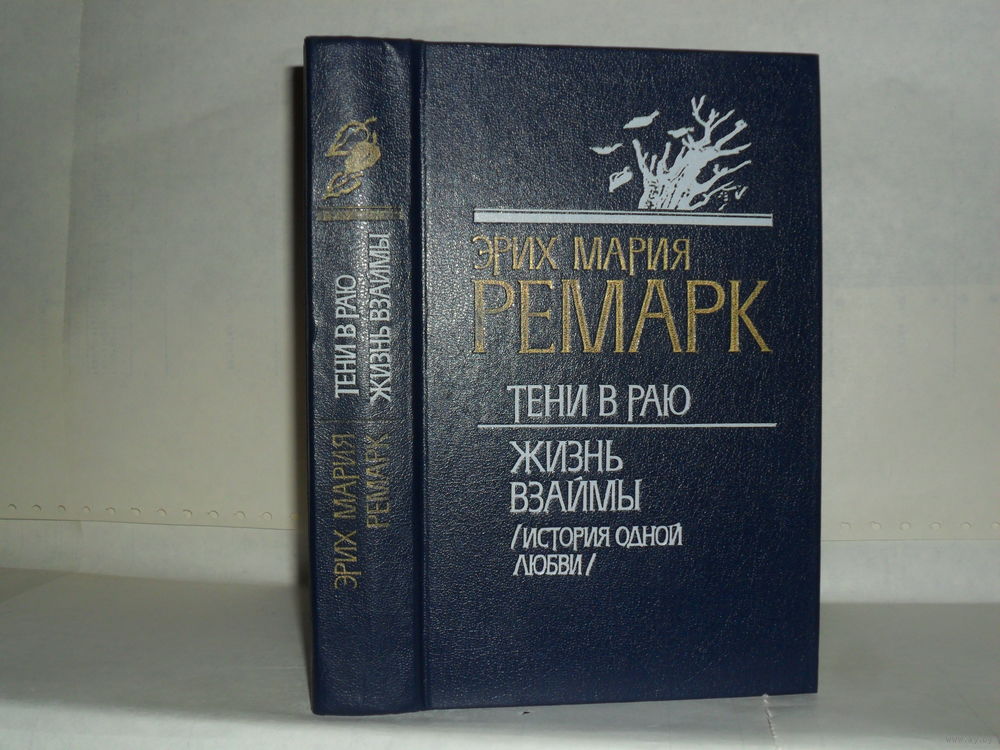 ТЕНИ В РАЮ
ЖИЗНЬ ВЗАЙМЫ
ЭРИХ МАРИЯ
РЕМАРК
ЭРИХ МАРИЯ
РЕМАРК
ТЕНИ В РАЮ
ЖИЗНЬ
ВЗАЙМЫ
/ИСТОРИЯ ОДНОЙ
ЛЮБВИ/